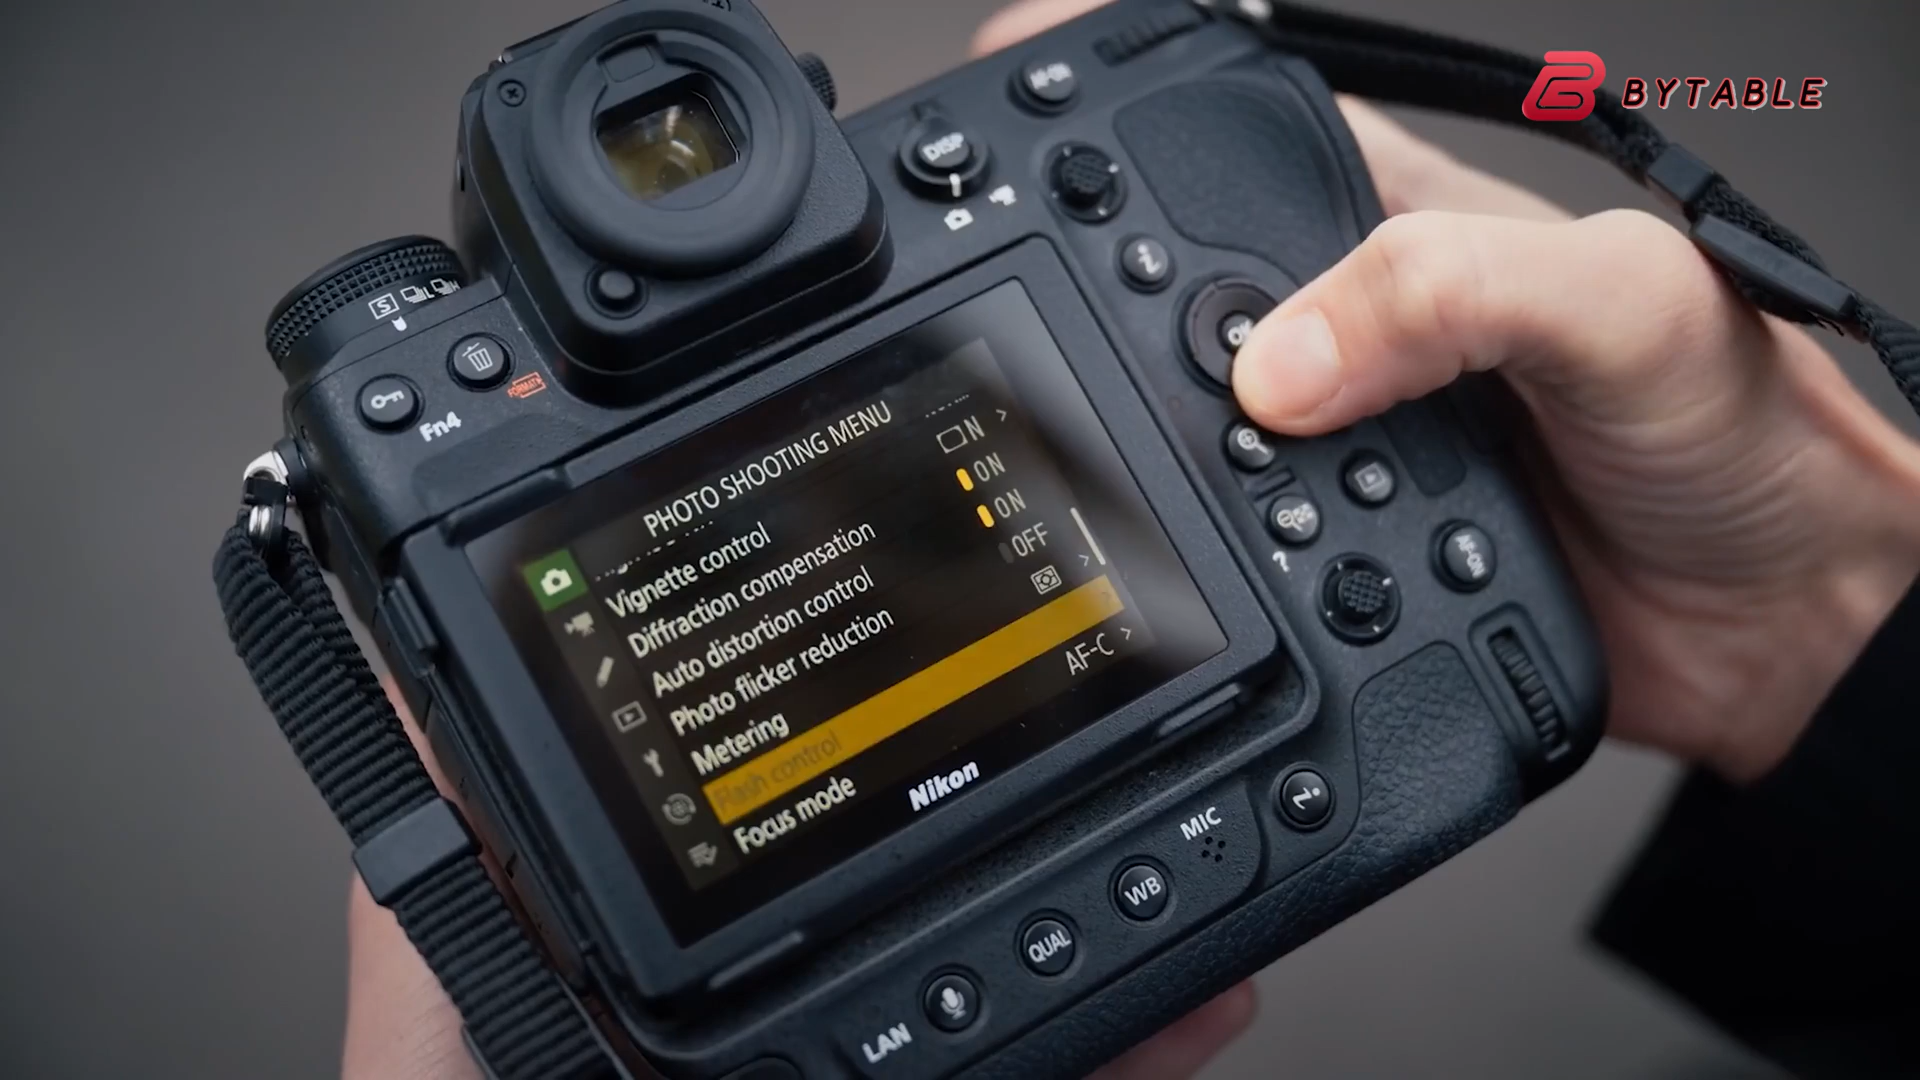 BYTABLE
AF-ON
DISP
i
S L H
OK
FORMAT
Fn4
PHOTO SHOOTING MENU
N
Vignette control
ON
Diffraction compensation
ON
Auto distortion control
OFF
Photo flicker reduction
Metering
Flash control
AF-C
Focus mode
Nikon
?
AF-ON
MIC
i
WB
QUAL
LAN